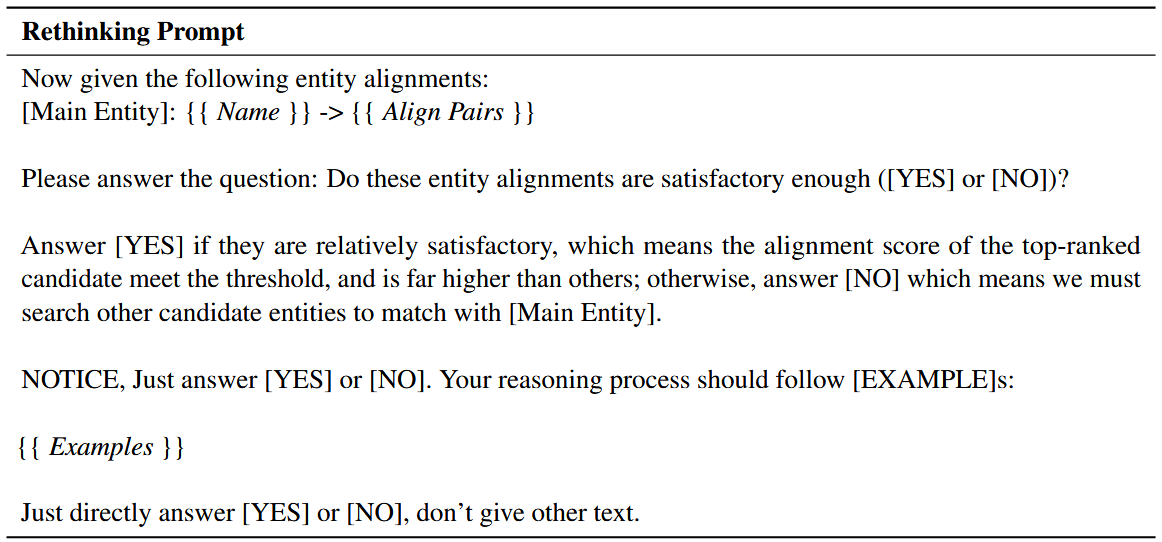 Rethinking Prompt
Now given the following entity alignments:
[Main Entity]: {{ Name }} -> {{ Align Pairs }}
Please answer the question: Do these entity alignments are satisfactory enough ([YES] or [NO])?
Answer [YES] if they are relatively satisfactory, which means the alignment score of the top-ranked
candidate meet the threshold, and is far higher than others; otherwise, answer [NO] which means we must
search other candidate entities to match with [Main Entity].
NOTICE, Just answer [YES] or [NO]. Your reasoning process should follow [EXAMPLE]s:
{{ Examples }}
Just directly answer [YES] or [NO], don’t give other text.